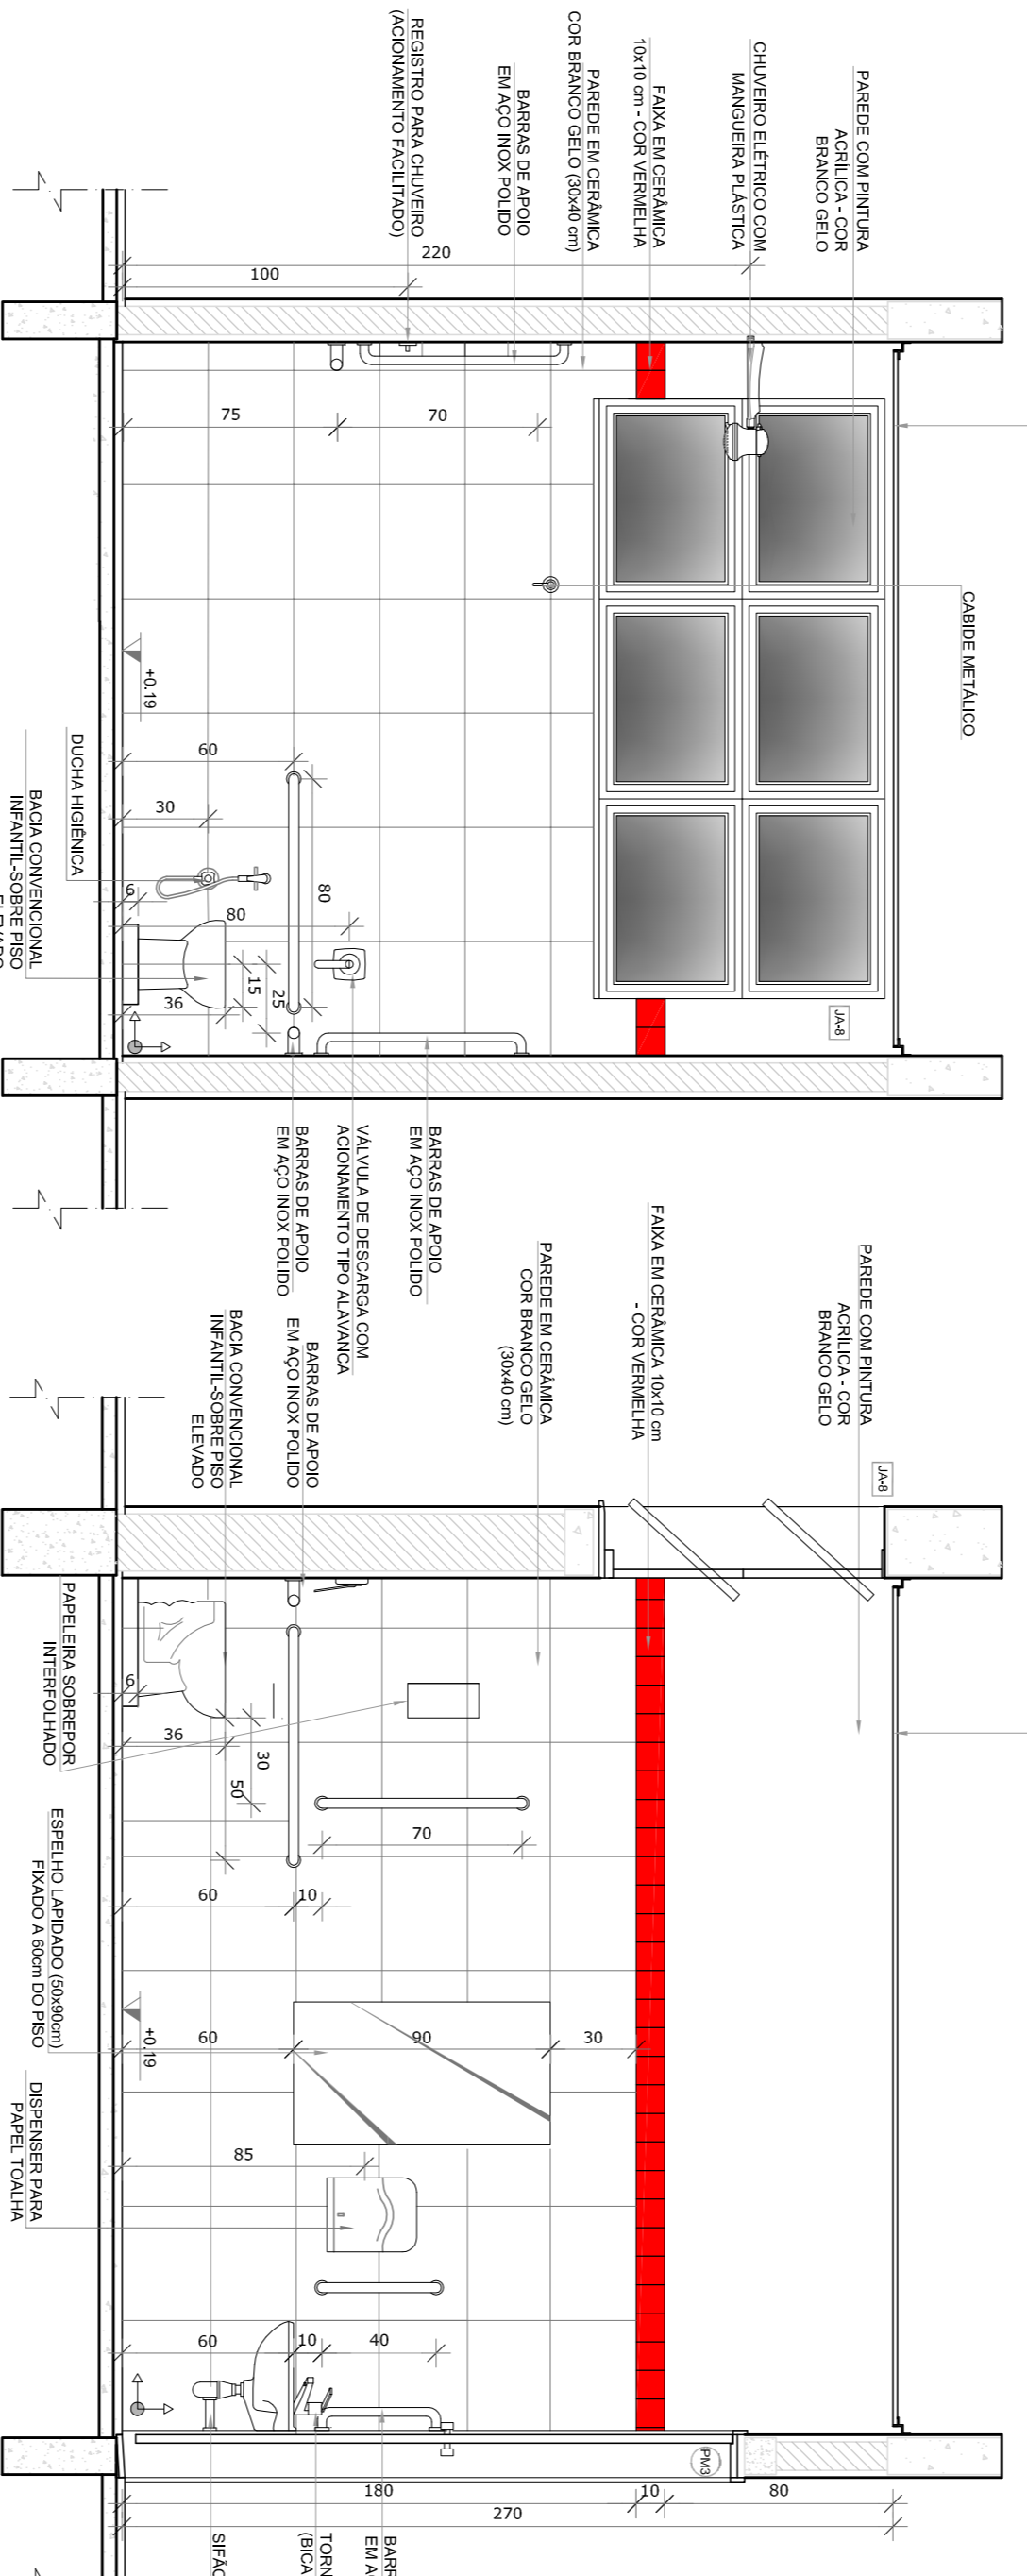 PAREDE COM PINTURA
ACRÍLICA - COR
BRANCO GELO
CHUVEIRO ELÉTRICO COM
MANGUEIRA PLÁSTICA
FAIXA EM CERÂMICA
10x10 cm - COR VERMELHA
PAREDE EM CERÂMICA
COR BRANCO GELO (30x40 cm)
BARRAS DE APOIO
EM AÇO INOX POLIDO
REGISTRO PARA CHUVEIRO
(ACIONAMENTO FACILITADO)
220
100
75
70
CABIDE METÁLICO
+0.19
60
30
80
6
80
15
25
36
JA-8
DUCHA HIGIÊNICA
BACIA CONVENCIONAL
INFANTIL-SOBRE PISO
ELEVADO
BARRAS DE APOIO
EM AÇO INOX POLIDO
VÁLVULA DE DESCARGA COM
ACIONAMENTO TIPO ALAVANCA
BARRAS DE APOIO
EM AÇO INOX POLIDO
PAREDE COM PINTURA
ACRÍLICA - COR
BRANCO GELO
FAIXA EM CERÂMICA 10x10 cm
- COR VERMELHA
PAREDE EM CERÂMICA
COR BRANCO GELO
(30x40 cm)
BARRAS DE APOIO
EM AÇO INOX POLIDO
BACIA CONVENCIONAL
INFANTIL-SOBRE PISO
ELEVADO
JA-8
6
36
30
50
70
60
10
PAPELEIRA SOBREPOR
INTERFOLHADO
ESPELHO LAPIDADO (50x90cm)
FIXADO A 60cm DO PISO
+0.19
60
90
30
85
DISPENSER PARA
PAPEL TOALHA
60
10
40
PM3
180
10
80
270
BARR
EM AÇ
TORN
(BICA
SIFÃO